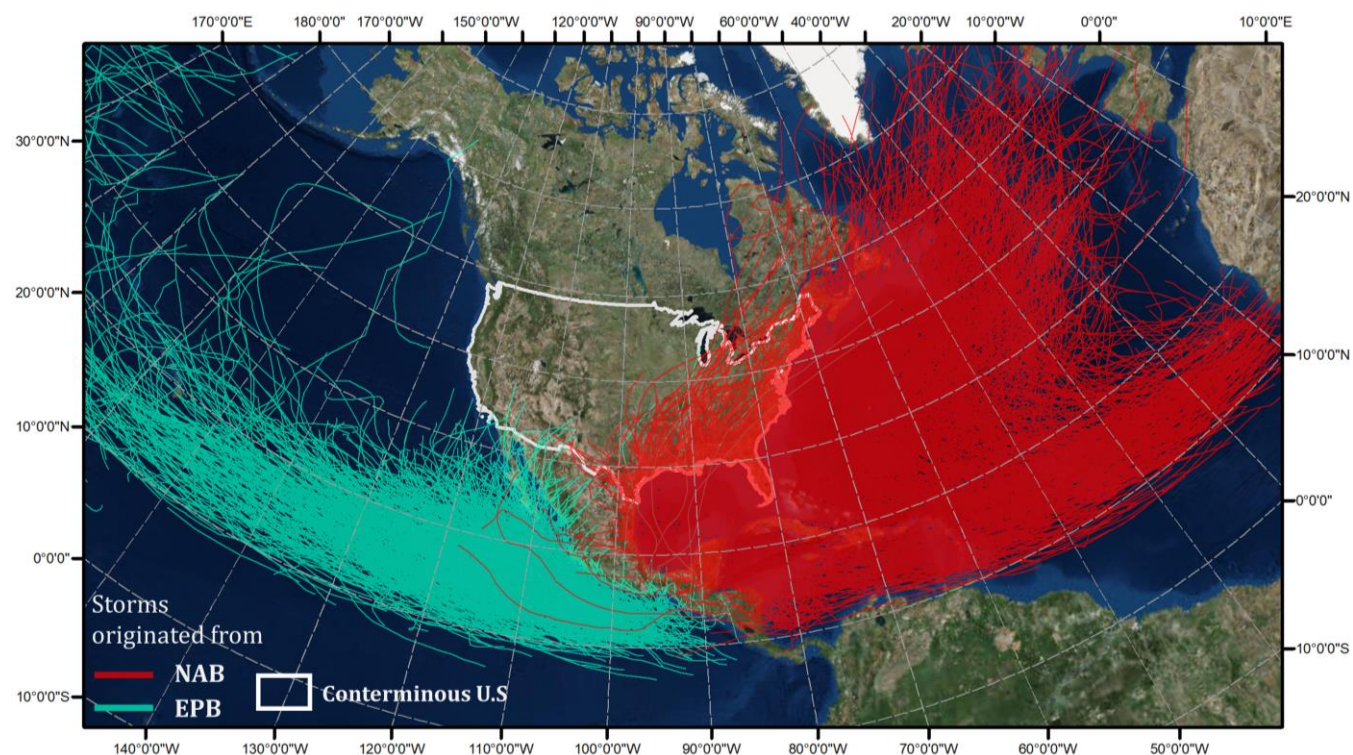 170°0'0"W 180°0'0" 170°0'0"W 150°0'0"W 120°0'0"W 90°0'0"W 60°0'0"W 40°0'0"W 20°0'0"W 10°0'0"W 0°0'0" 10°0'0"E
30°0'0"N
20°0'0"N
20°0'0"N
10°0'0"N
10°0'0"N
0°0'0"
0°0'0"
Storms
originated from
NAB
EPB
Conterminous U.S
10°0'0"S
10°0'0"S
140°0'0"W 130°0'0"W 120°0'0"W 110°0'0"W 100°0'0"W 90°0'0"W 80°0'0"W 70°0'0"W 60°0'0"W 50°0'0"W